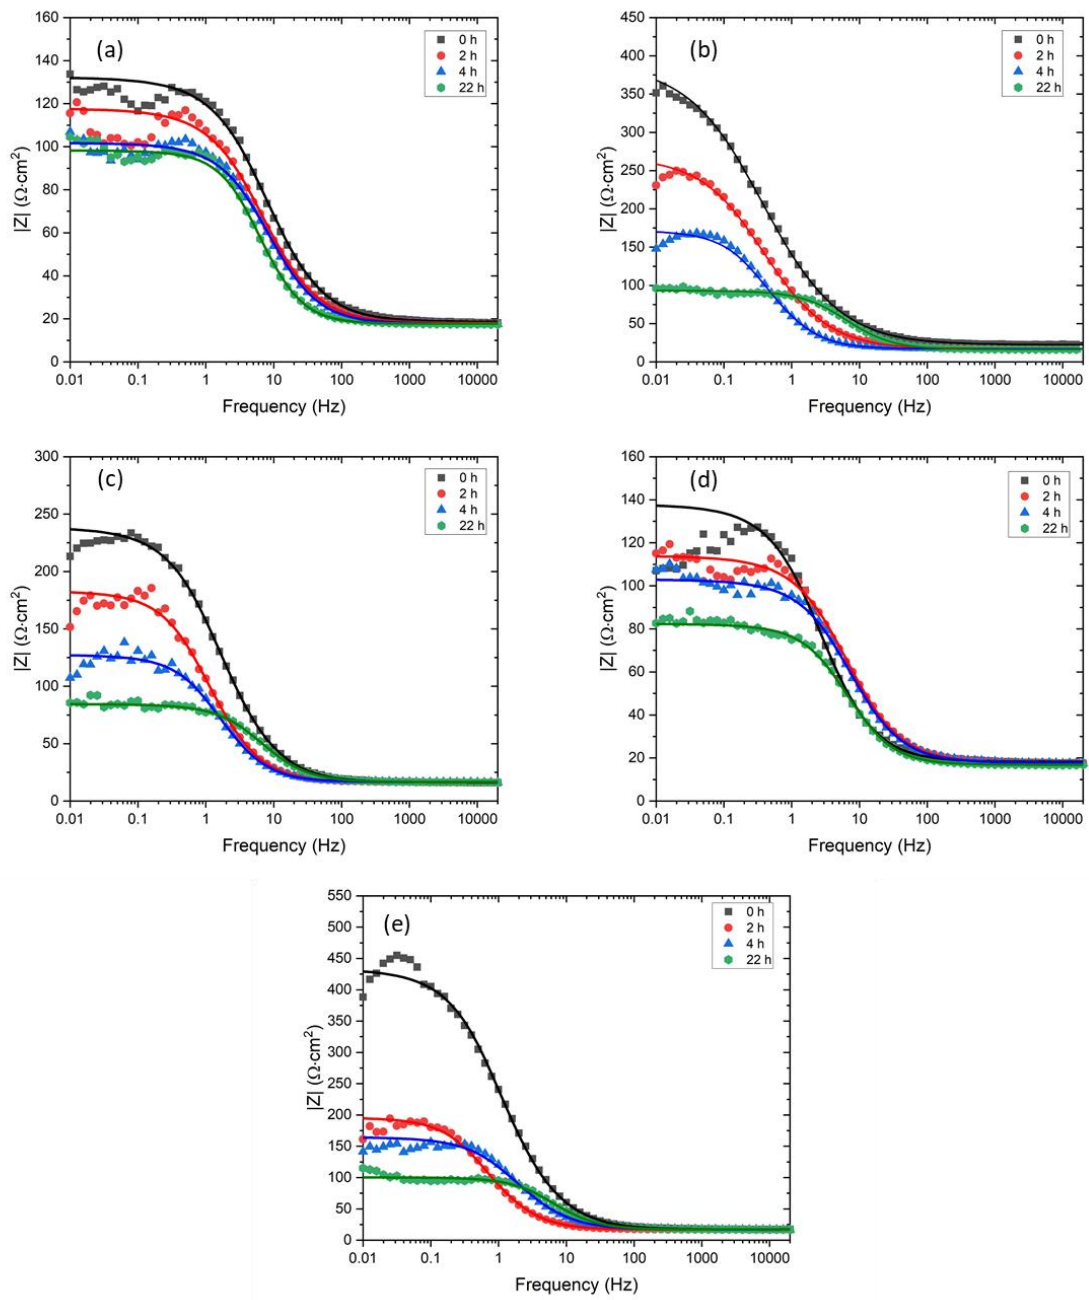 (a)
0 h
2 h
4 h
22 h
160
140
120
100
80
60
40
20
0
|Z| (Ω·cm²)
0.01 0.1 1 10 100 1000 10000
Frequency (Hz)
(b)
0 h
2 h
4 h
22 h
450
400
350
300
250
200
150
100
50
0
|Z| (Ω·cm²)
0.01 0.1 1 10 100 1000 10000
Frequency (Hz)
(c)
0 h
2 h
4 h
22 h
300
250
200
150
100
50
0
|Z| (Ω·cm²)
0.01 0.1 1 10 100 1000 10000
Frequency (Hz)
(d)
0 h
2 h
4 h
22 h
160
140
120
100
80
60
40
20
0
|Z| (Ω·cm²)
0.01 0.1 1 10 100 1000 10000
Frequency (Hz)
(e)
0 h
2 h
4 h
22 h
550
500
450
400
350
300
250
200
150
100
50
0
|Z| (Ω·cm²)
0.01 0.1 1 10 100 1000 10000
Frequency (Hz)